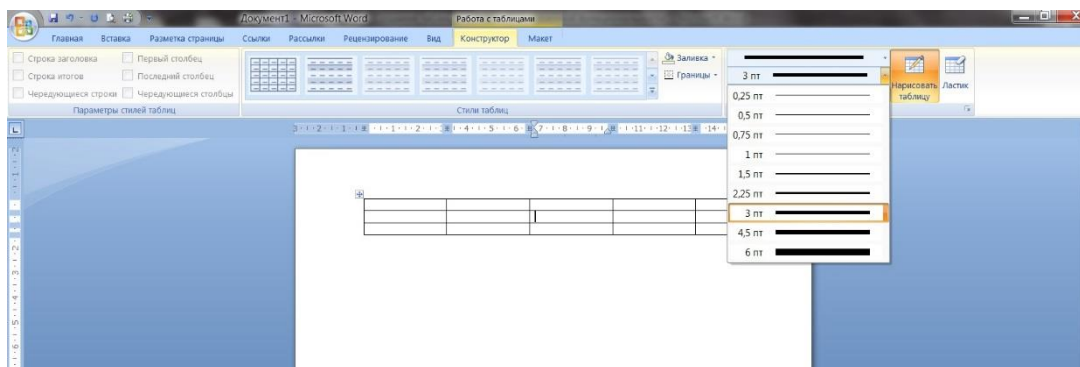 Документ1 - Microsoft Word
Работа с таблицами
Главная Вставка Разметка страницы Ссылки Рассылки Рецензирование Вид Конструктор Макет
Строка заголовка Первый столбец
Строка итогов Последний столбец
Чередующиеся строки Чередующиеся столбцы
Параметры стилей таблиц
Стили таблиц
Заливка
Границы
3 пт
Нарисовать таблицу
Ластик
0,25 пт
0,5 пт
0,75 пт
1 пт
1,5 пт
2,25 пт
3 пт
4,5 пт
6 пт